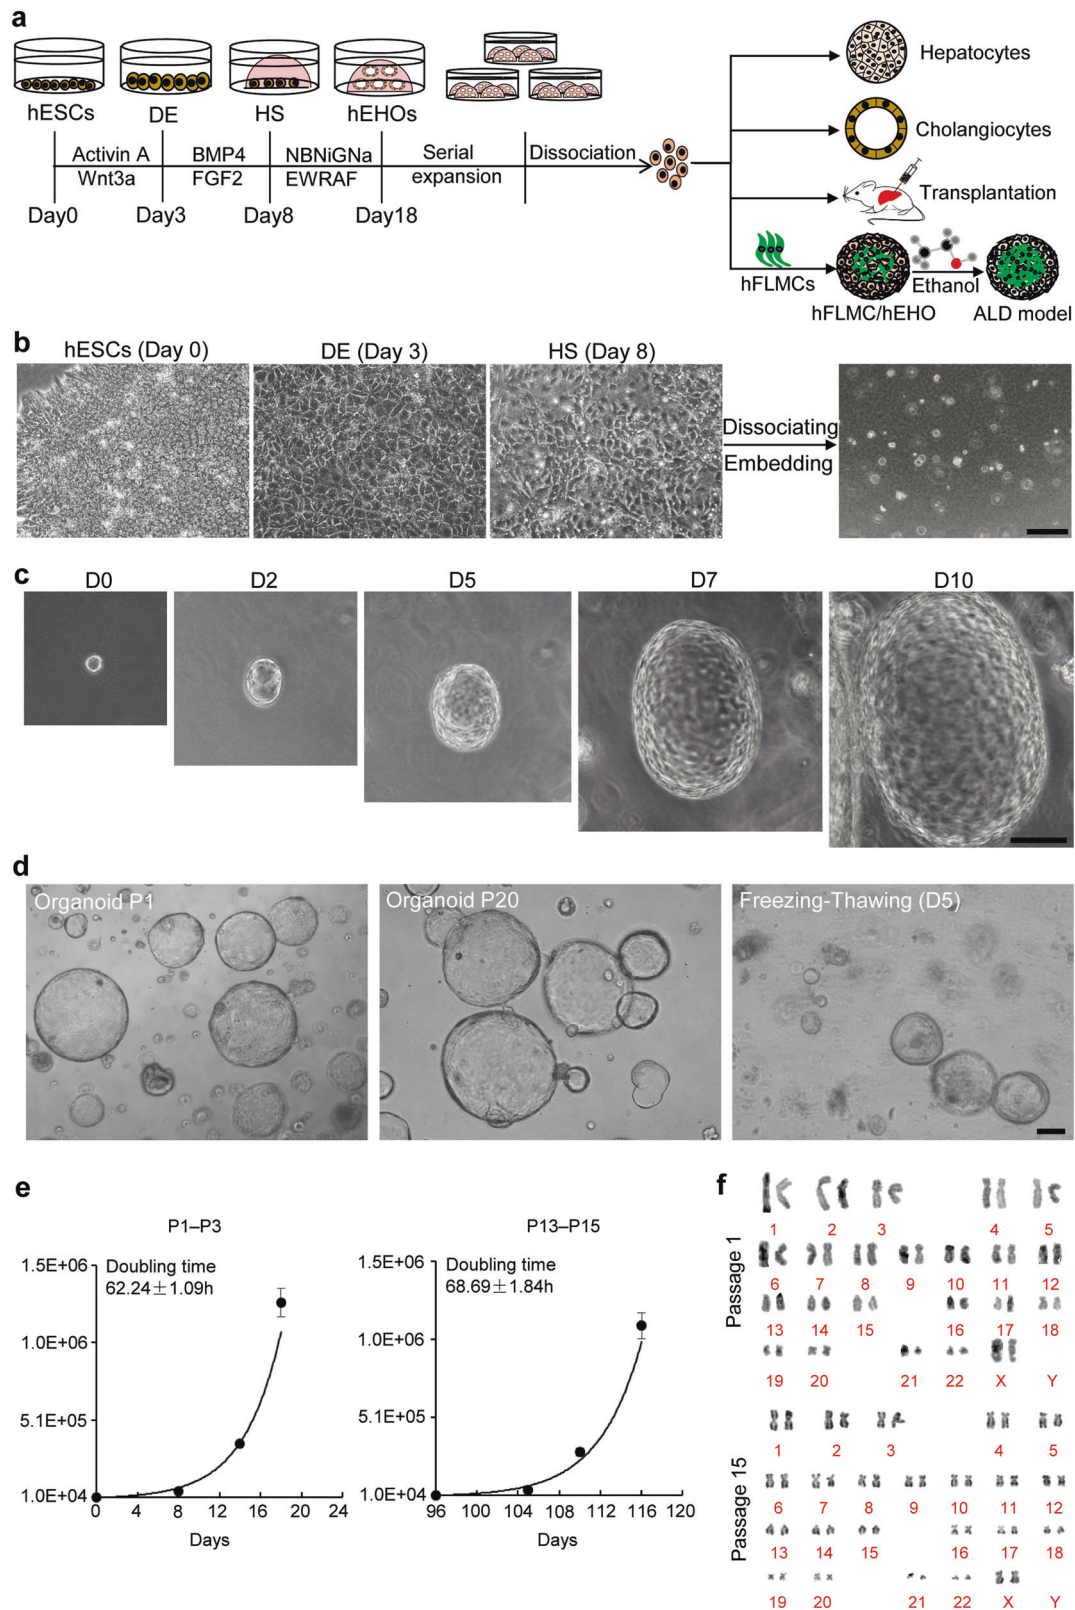 a
hESCs
DE
HS
hEHOs
Activin A
Wnt3a
BMP4
FGF2
NBNiGNa
EWRAF
Serial
expansion
Dissociation
Day0
Day3
Day8
Day18
Hepatocytes
Cholangiocytes
Transplantation
hFLMCs
hFLMC/hEHO
Ethanol
ALD model
b
hESCs (Day 0)
DE (Day 3)
HS (Day 8)
Dissociating
Embedding
c
D0
D2
D5
D7
D10
d
Organoid P1
Organoid P20
Freezing-Thawing (D5)
e
P1–P3
Doubling time
62.24±1.09h
1.5E+06
1.0E+06
5.1E+05
1.0E+04
0 4 8 12 16 20 24
Days
P13–P15
Doubling time
68.69±1.84h
1.5E+06
1.0E+06
5.1E+05
1.0E+04
96 100 104 108 112 116 120
Days
f
Passage 1
1 2 3 4 5
6 7 8 9 10 11 12
13 14 15 16 17 18
19 20 21 22 X Y
Passage 15
1 2 3 4 5
6 7 8 9 10 11 12
13 14 15 16 17 18
19 20 21 22 X Y